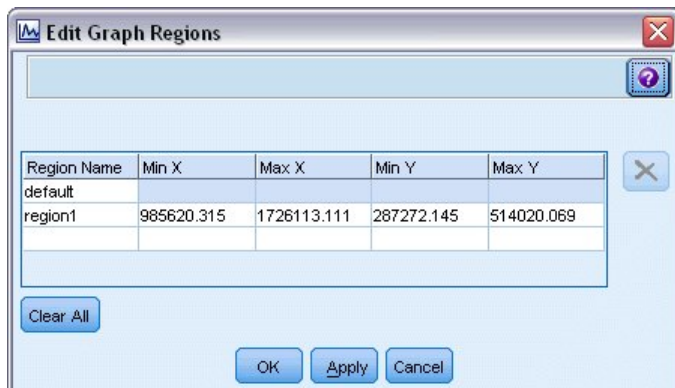 Edit Graph Regions
Region Name Min X Max X Min Y Max Y
default
region1 985620.315 1726113.111 287272.145 514020.069
Clear All
OK Apply Cancel